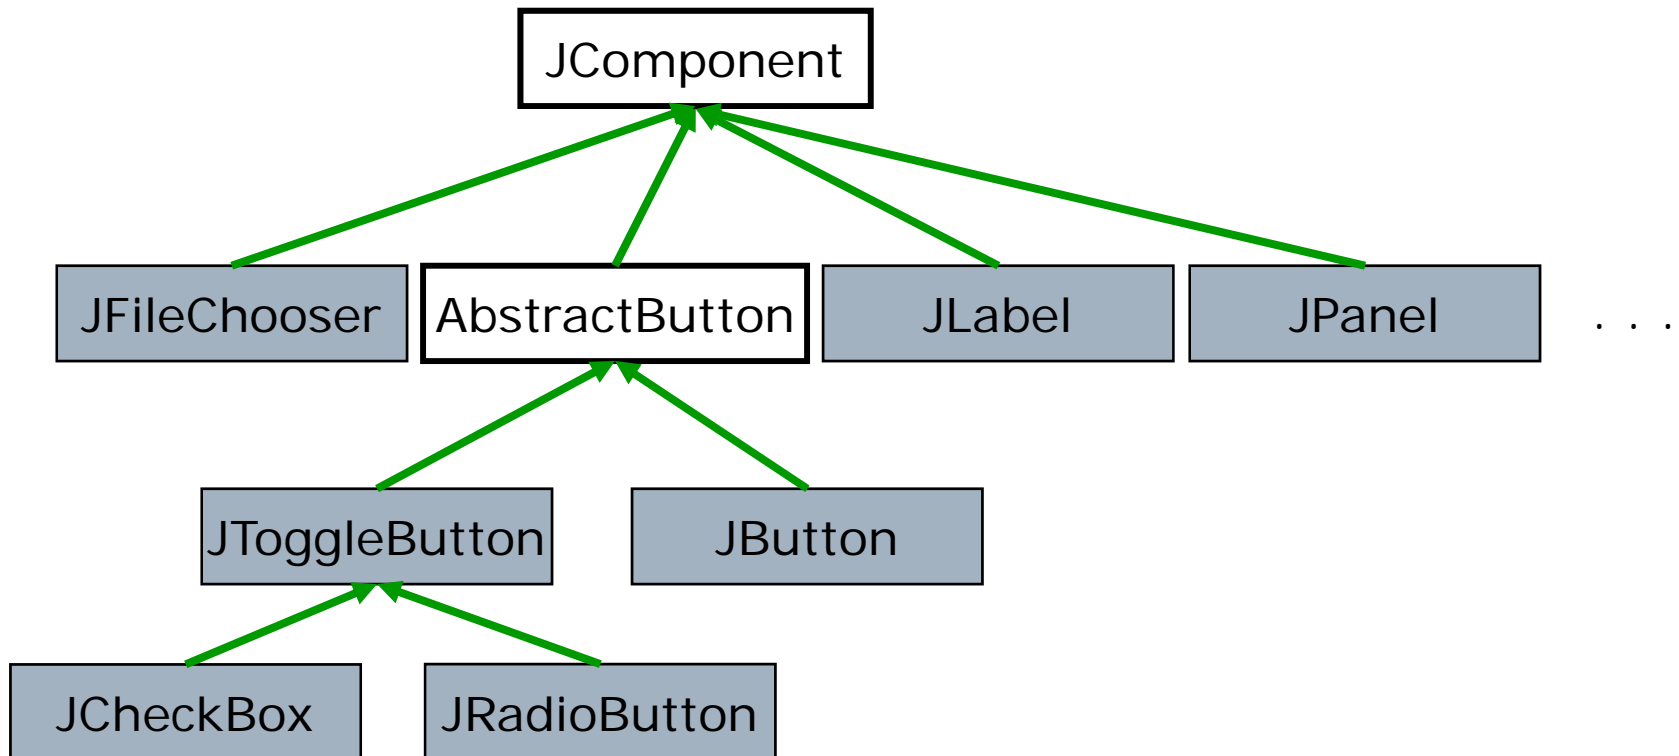 JComponent
JFileChooser AbstractButton JLabel JPanel . . .
JToggleButton JButton
JCheckBox JRadioButton